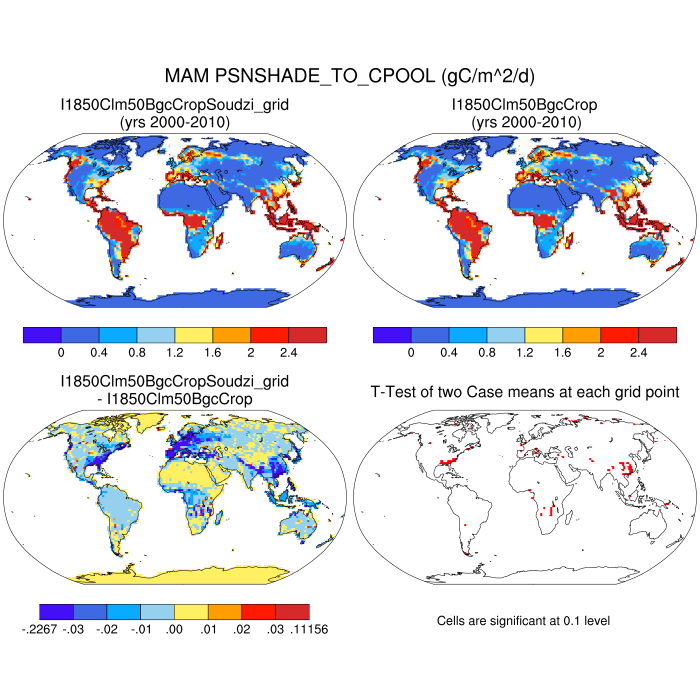 MAM PSNSHADE_TO_CPOOL (gC/m^2/d)
I1850Clm50BgcCropSoudzi_grid
(yrs 2000-2010)
I1850Clm50BgcCrop
(yrs 2000-2010)
0 0.4 0.8 1.2 1.6 2 2.4
0 0.4 0.8 1.2 1.6 2 2.4
I1850Clm50BgcCropSoudzi_grid
- I1850Clm50BgcCrop
T-Test of two Case means at each grid point
-.2267 -.03 -.02 -.01 .00 .01 .02 .03 .11156
Cells are significant at 0.1 level